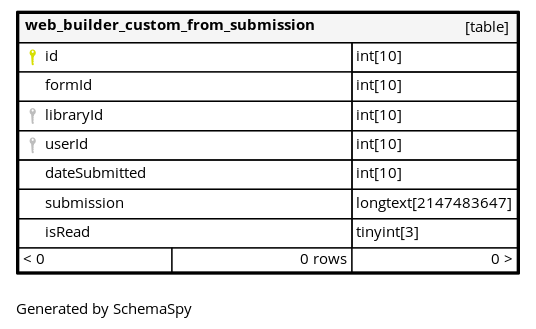 web_builder_custom_from_submission [table]
id int[10]
formId int[10]
libraryId int[10]
userId int[10]
dateSubmitted int[10]
submission longtext[2147483647]
isRead tinyint[3]
< 0 0 rows 0 >
Generated by SchemaSpy